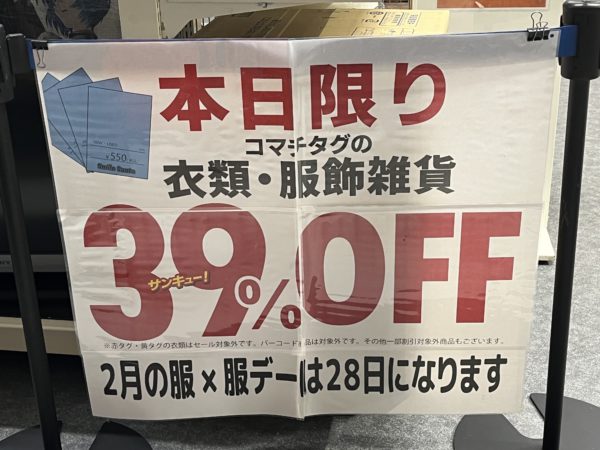 本日限り
コマチタグの
衣類・服飾雑貨
¥550
39%OFF
サンキュー!
※赤タグ・黄タグの衣類はセール対象外です。バーコード商品は対象外です。その他一部割引対象外商品もございます。
2月の服×服デーは28日になります